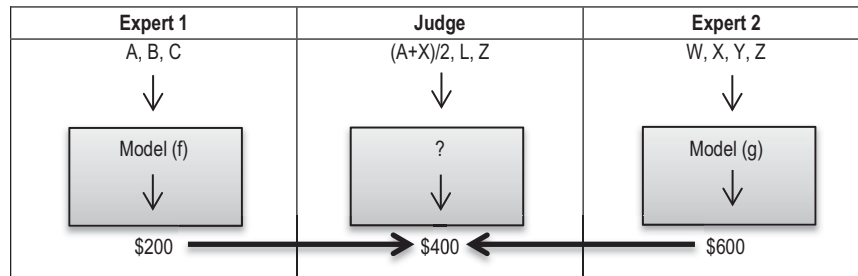 Expert 1 Judge Expert 2
A, B, C (A+X)/2, L, Z W, X, Y, Z
Model (f) ? Model (g)
$200 $400 $600